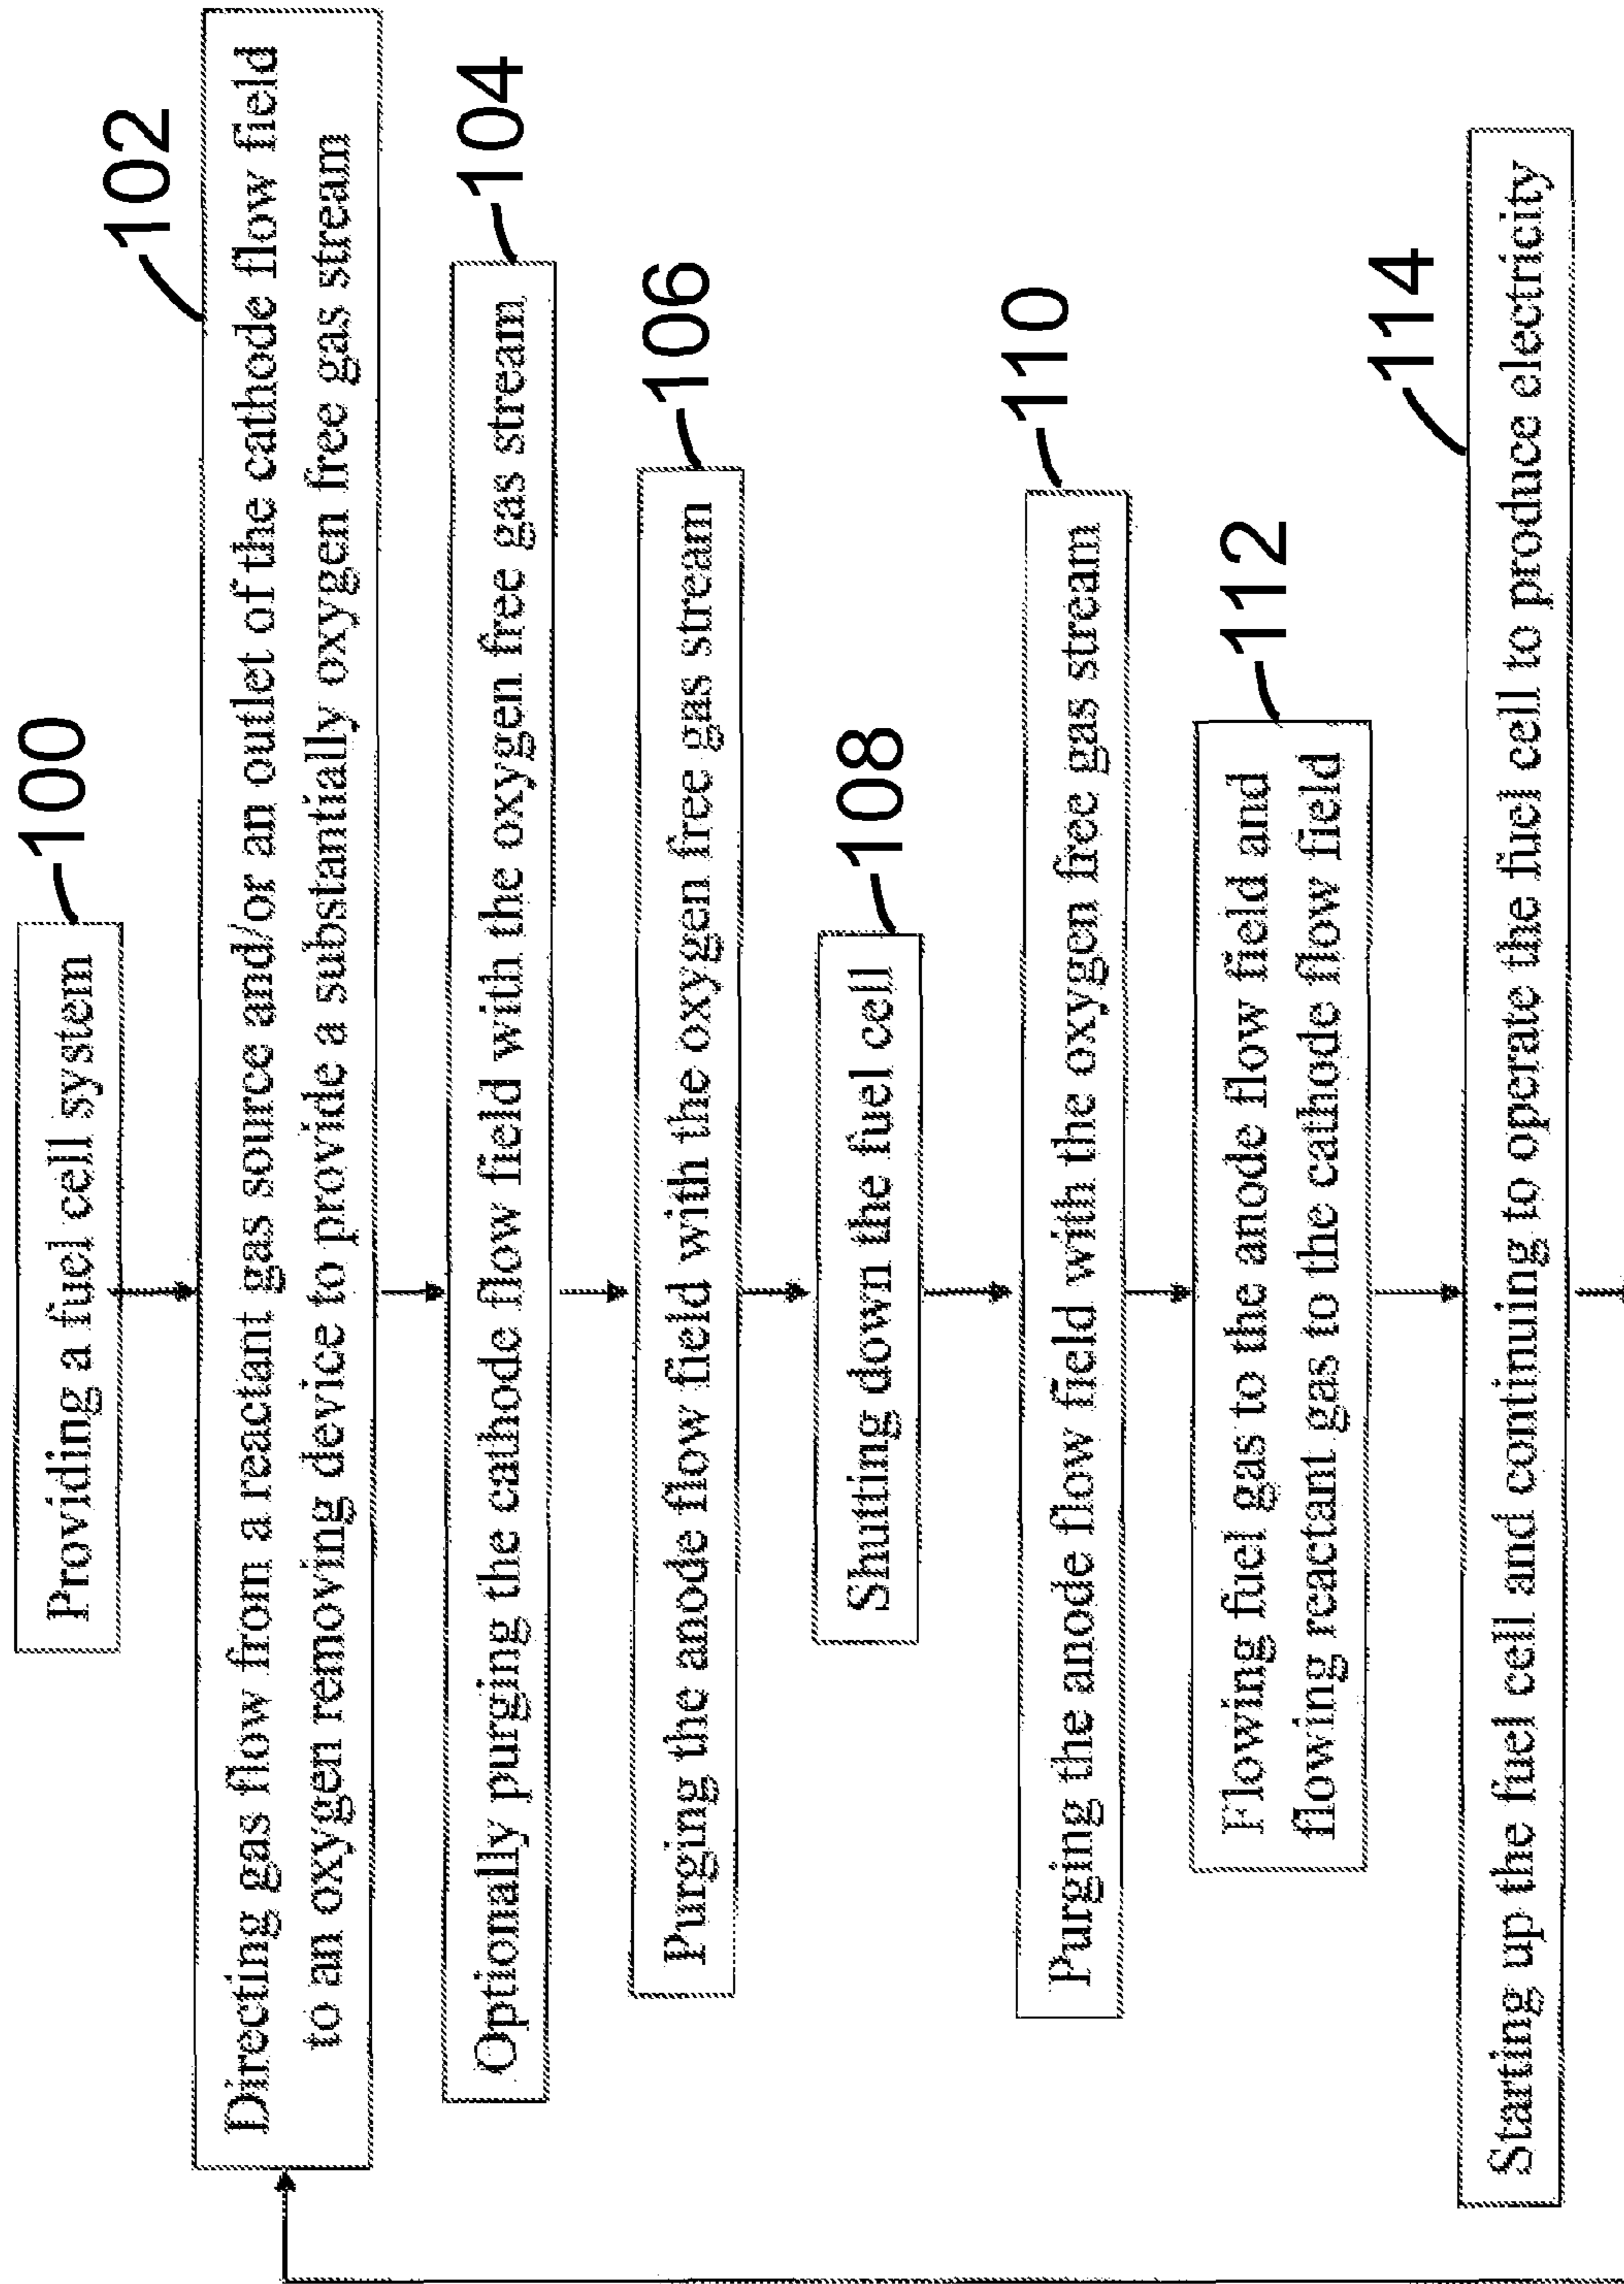 100
Providing a fuel cell system
102
Directing gas flow from a reactant gas source and/or an outlet of the cathode flow field
to an oxygen removing device to provide a substantially oxygen free gas stream
104
Optionally purging the cathode flow field with the oxygen free gas stream
106
Purging the anode flow field with the oxygen free gas stream
108
Shutting down the fuel cell
110
Purging the anode flow field with the oxygen free gas stream
112
Flowing fuel gas to the anode flow field and
flowing reactant gas to the cathode flow field
114
Starting up the fuel cell and continuing to operate the fuel cell to produce electricity